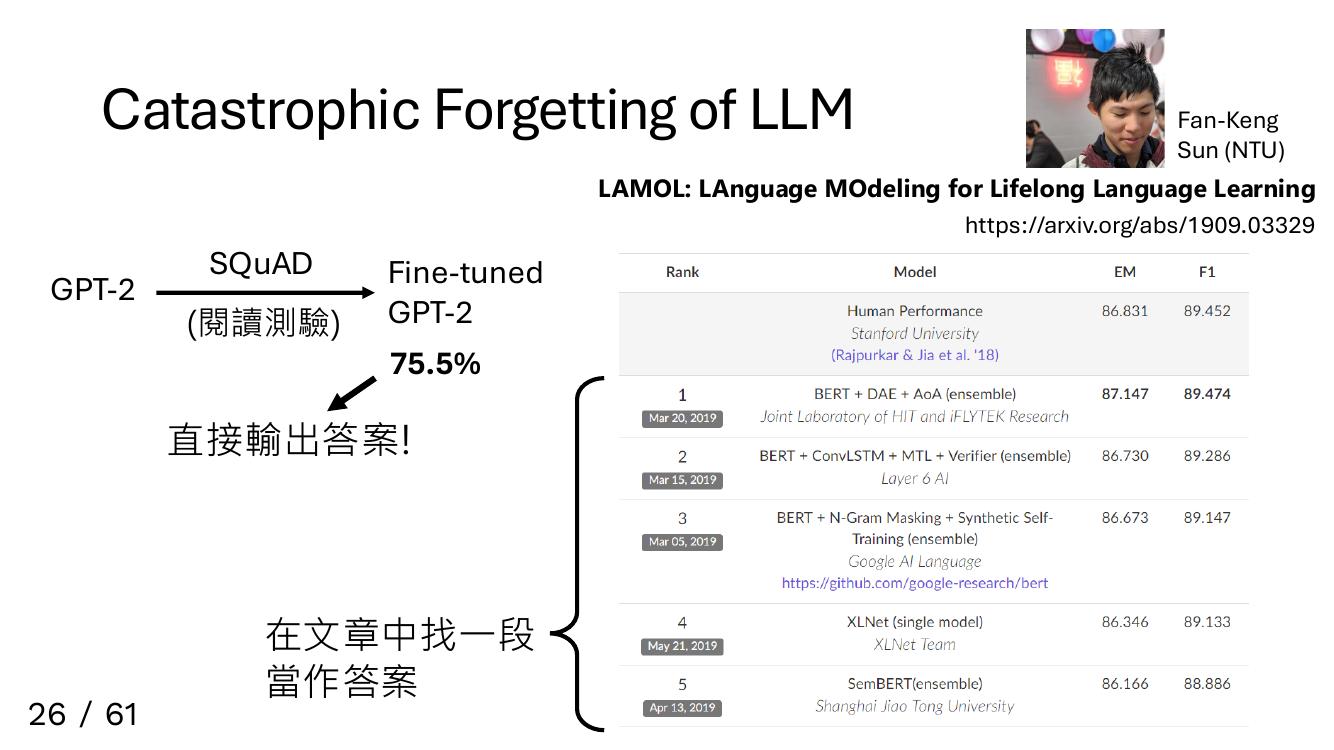 Catastrophic Forgetting of LLM
Fan-Keng
Sun (NTU)
LAMOL: LAnguage MOdeling for Lifelong Language Learning
https://arxiv.org/abs/1909.03329
GPT-2
SQuAD
(閱讀測驗)
Fine-tuned
GPT-2
75.5%
直接輸出答案!
在文章中找一段
當作答案
Rank Model EM F1
Human Performance 86.831 89.452
Stanford University
(Rajpurkar & Jia et al. '18)
1 BERT + DAE + AoA (ensemble) 87.147 89.474
Mar 20, 2019 Joint Laboratory of HIT and iFLYTEK Research
2 BERT + ConvLSTM + MTL + Verifier (ensemble) 86.730 89.286
Mar 15, 2019 Layer 6 AI
3 BERT + N-Gram Masking + Synthetic Self- 86.673 89.147
Mar 05, 2019 Training (ensemble)
Google AI Language
https://github.com/google-research/bert
4 XLNet (single model) 86.346 89.133
May 21, 2019 XLNet Team
5 SemBERT(ensemble) 86.166 88.886
Apr 13, 2019 Shanghai Jiao Tong University
26 / 61